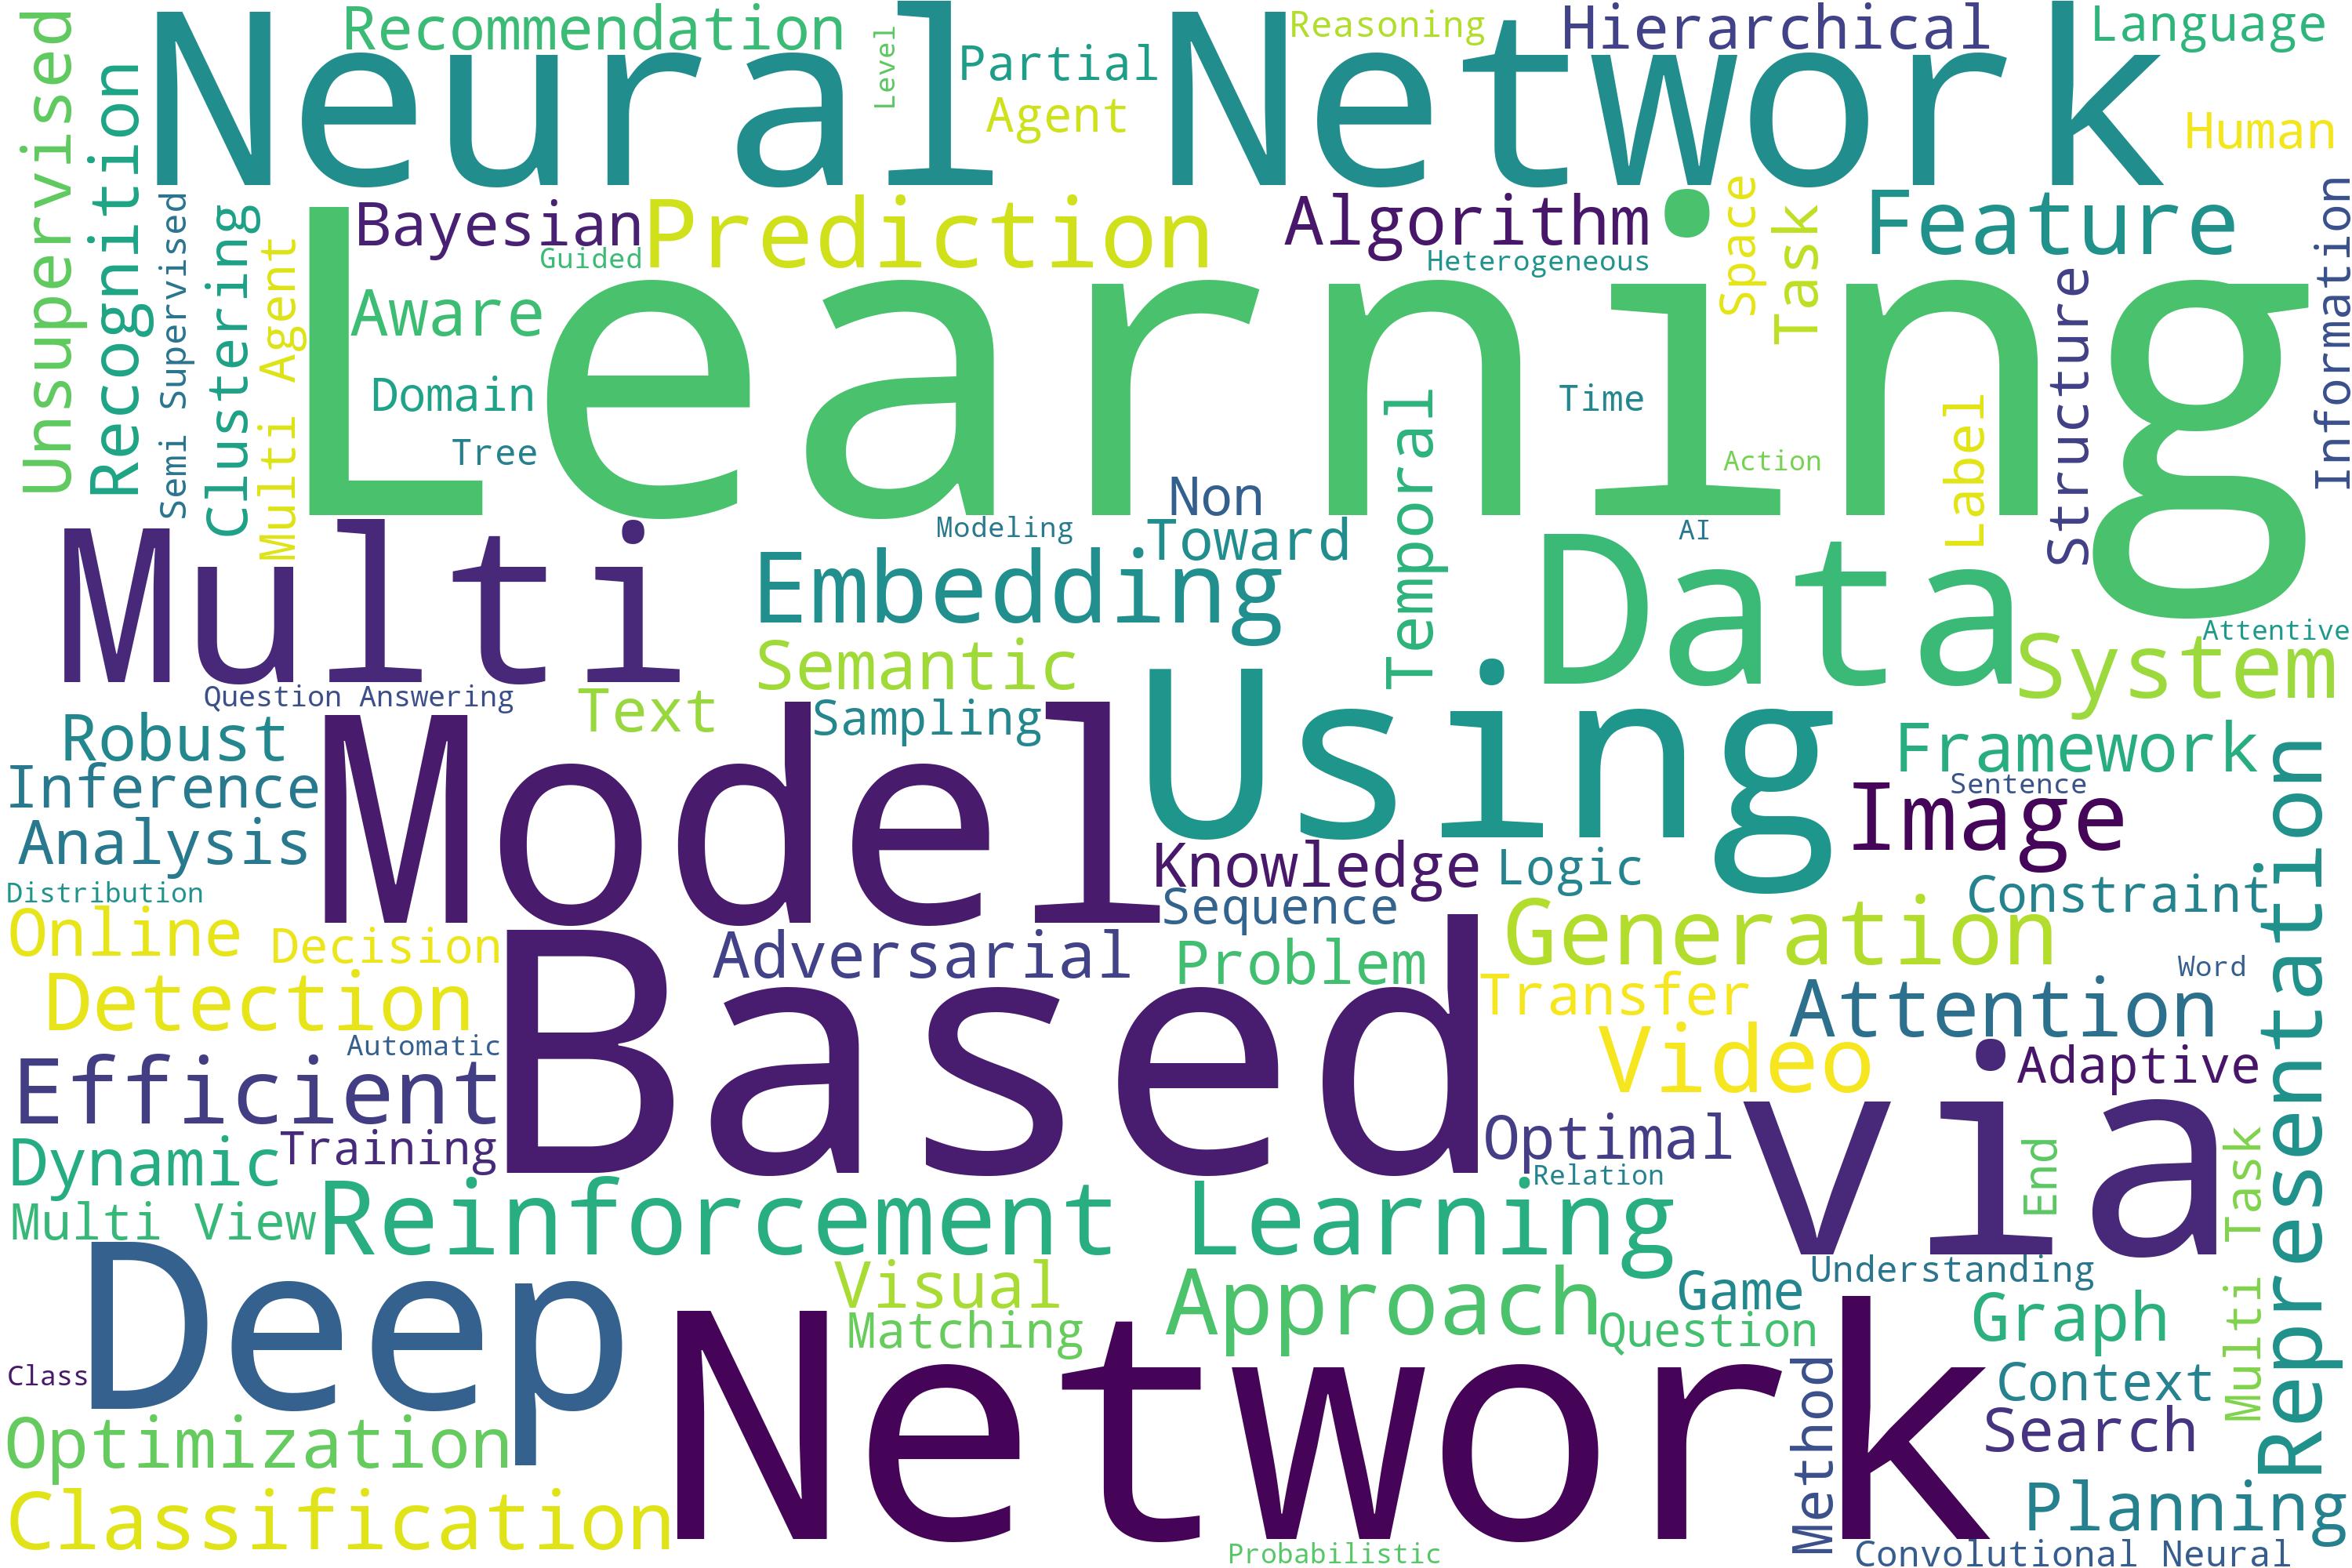 Unsupervised
Recognition
Recommendation
Neural Network
Level
Partial
Agent
Reasoning
Hierarchical
Language
Human
Semi Supervised
Clustering
Multi Agent
Bayesian
Guided
Prediction
Algorithm
Heterogeneous
Space
Task
Feature
Structure
Information
Learning
Aware
Domain
Tree
Time
Action
Temporal
Label
Non
Toward
Modeling
AI
Multi
Embedding
Data
Attentive
System
Semantic
Question Answering
Text
Sampling
Using
Robust
Inference
Analysis
Distribution
Model
Framework
Sentence
Image
Knowledge
Logic
Sequence
Constraint
Representation
Online
Decision
Adversarial
Problem
Generation
Word
Detection
Based
Transfer
Attention
Automatic
Efficient
Video
Adaptive
via
Training
Dynamic
Optimal
Relation
End
Multi Task
Multi View
Reinforcement Learning
Deep
Visual
Matching
Approach
Game
Question
Understanding
Graph
Class
Network
Context
Search
Method
Optimization
Planning
Classification
Probabilistic
Convolutional Neural